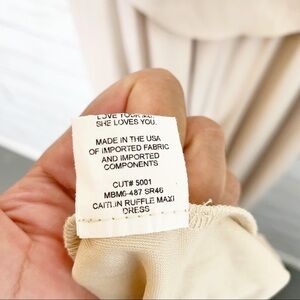 LOVE YOUR
SHE LOVES YOU.
MADE IN THE USA
OF IMPORTED FABRIC
AND IMPORTED
COMPONENTS
CUT# 5001
MBM6-487 SR46
CAITLIN RUFFLE MAXI
DRESS